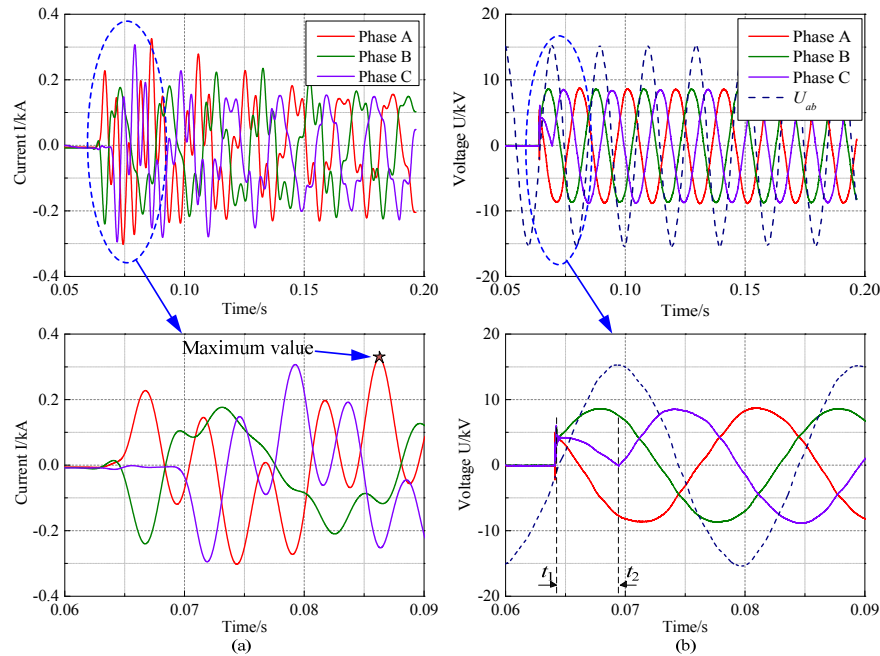 Current I/kA
0.4
0.2
0.0
-0.2
-0.4
Phase A
Phase B
Phase C
0.05
0.10
0.15
0.20
Time/s
Voltage U/kV
20
10
0
-10
-20
Phase A
Phase B
Phase C
U_ab
0.05
0.10
0.15
0.20
Time/s
Current I/kA
0.4
0.2
0.0
-0.2
-0.4
Maximum value
0.06
0.07
0.08
0.09
Time/s
(a)
Voltage U/kV
20
10
0
-10
-20
t₁
t₂
0.06
0.07
0.08
0.09
Time/s
(b)